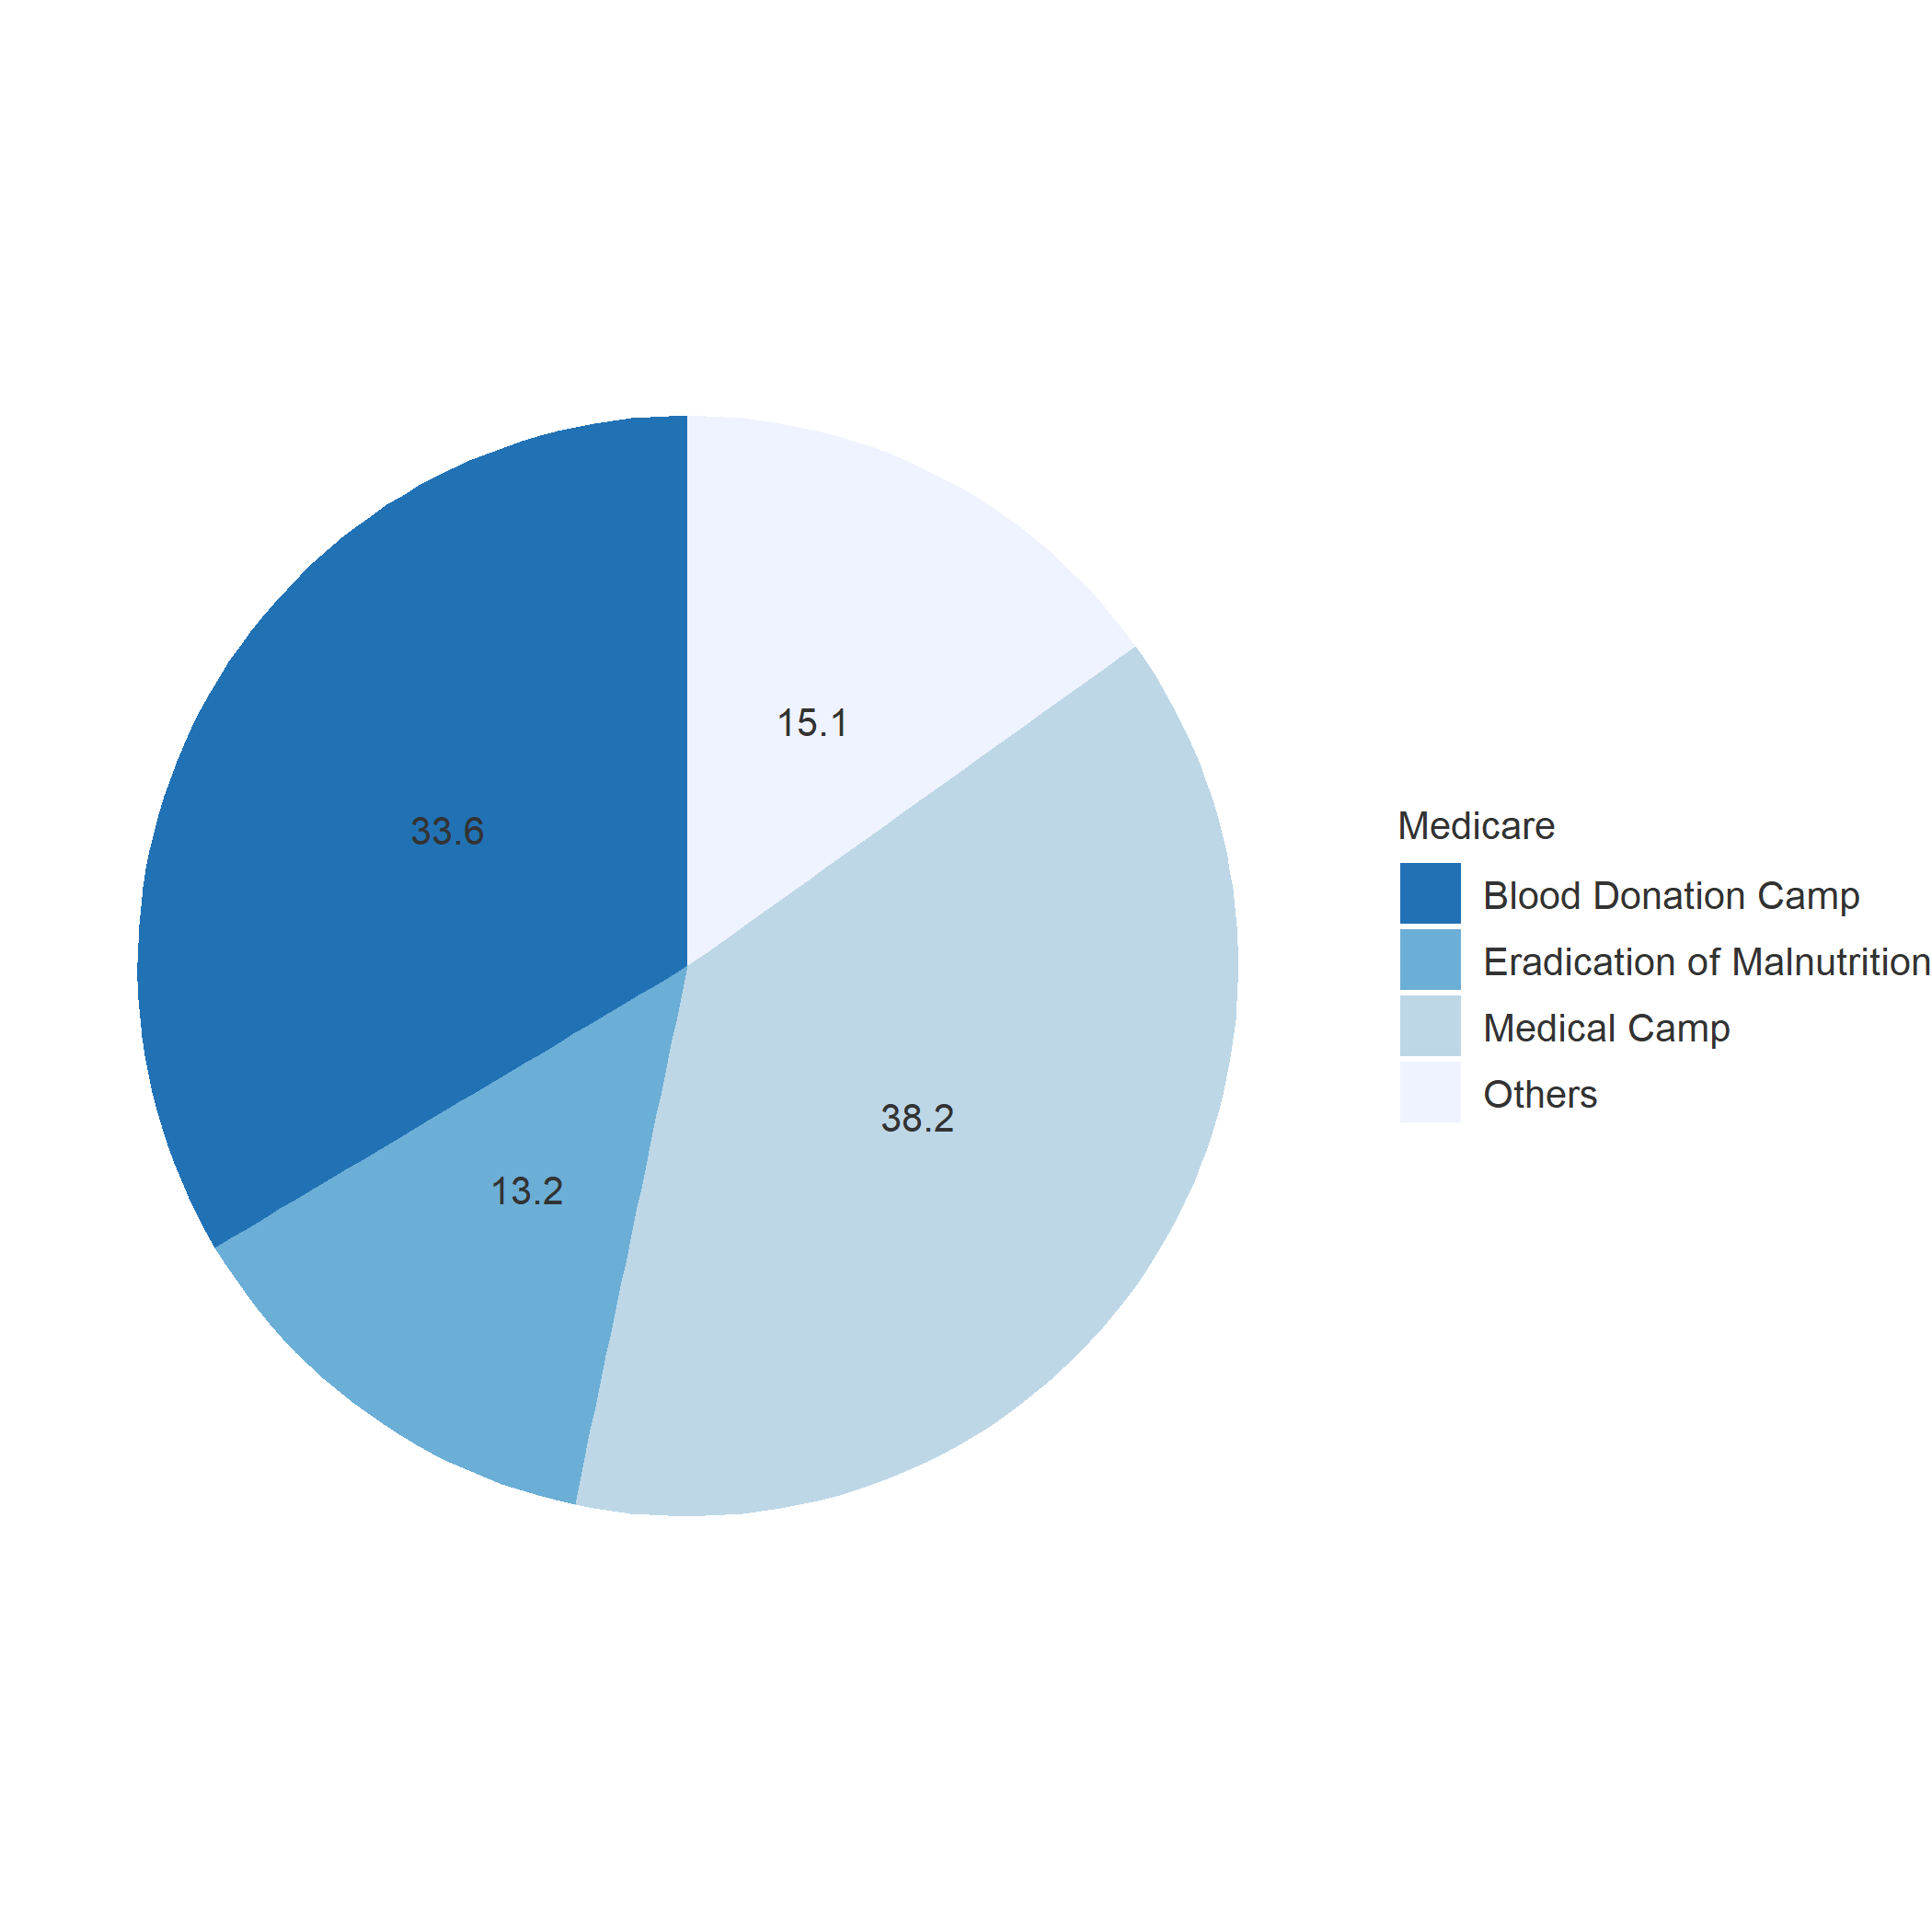 15.1
33.6
38.2
13.2
Medicare
Blood Donation Camp
Eradication of Malnutrition
Medical Camp
Others